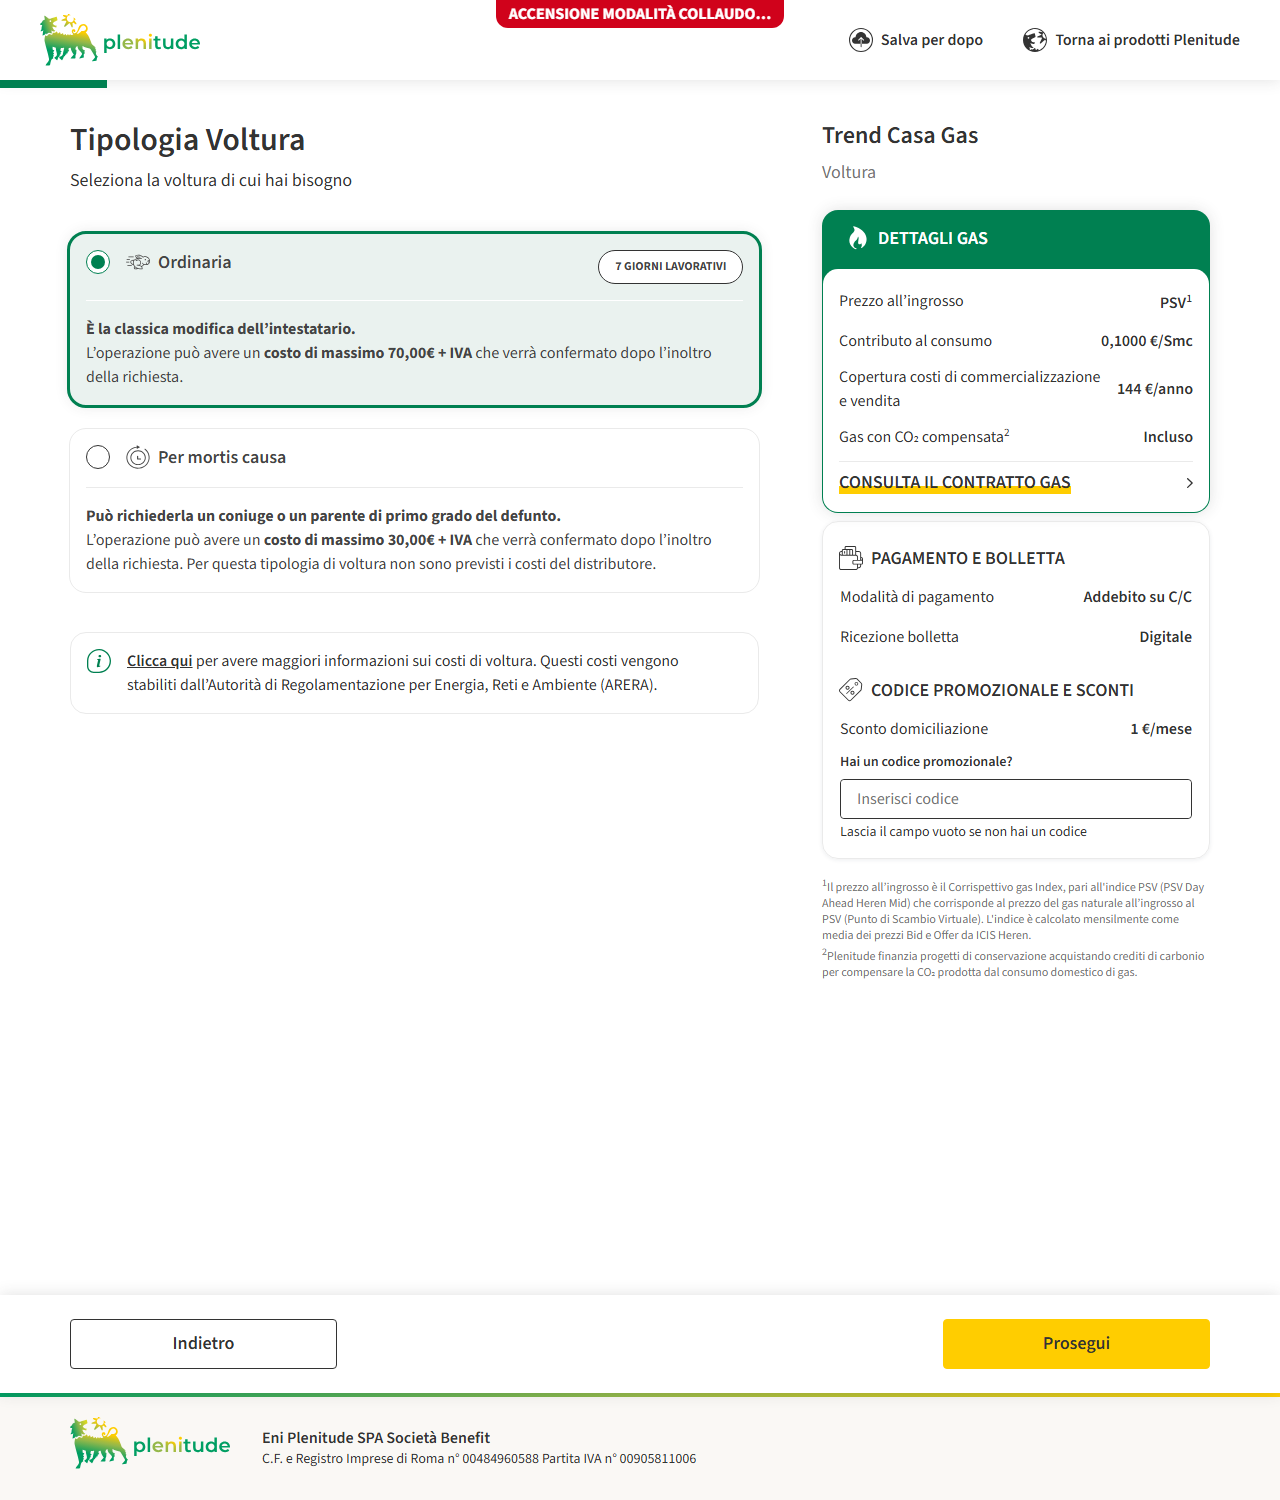 ACCENSIONE MODALITÀ COLLAUDO...
plenitude
Salva per dopo
Torna ai prodotti Plenitude
Tipologia Voltura
Seleziona la voltura di cui hai bisogno
Ordinaria
7 GIORNI LAVORATIVI
È la classica modifica dell’intestatario.
L’operazione può avere un costo di massimo 70,00€ + IVA che verrà confermato dopo l’inoltro
della richiesta.
Per mortis causa
Può richiederla un coniuge o un parente di primo grado del defunto.
L’operazione può avere un costo di massimo 30,00€ + IVA che verrà confermato dopo l’inoltro
della richiesta. Per questa tipologia di voltura non sono previsti i costi del distributore.
Clicca qui per avere maggiori informazioni sui costi di voltura. Questi costi vengono
stabiliti dall’Autorità di Regolamentazione per Energia, Reti e Ambiente (ARERA).
Trend Casa Gas
Voltura
DETTAGLI GAS
Prezzo all’ingrosso PSV¹
Contributo al consumo 0,1000 €/Smc
Copertura costi di commercializzazione
e vendita 144 €/anno
Gas con CO₂ compensata² Incluso
CONSULTA IL CONTRATTO GAS
PAGAMENTO E BOLLETTA
Modalità di pagamento Addebito su C/C
Ricezione bolletta Digitale
CODICE PROMOZIONALE E SCONTI
Sconto domiciliazione 1 €/mese
Hai un codice promozionale?
Inserisci codice
Lascia il campo vuoto se non hai un codice
¹Il prezzo all’ingrosso è il Corrispettivo gas Index, pari all'indice PSV (PSV Day
Ahead Heren Mid) che corrisponde al prezzo del gas naturale all’ingrosso al
PSV (Punto di Scambio Virtuale). L'indice è calcolato mensilmente come
media dei prezzi Bid e Offer da ICIS Heren.
²Plenitude finanzia progetti di conservazione acquistando crediti di carbonio
per compensare la CO₂ prodotta dal consumo domestico di gas.
Indietro
Prosegui
plenitude
Eni Plenitude SPA Società Benefit
C.F. e Registro Imprese di Roma n° 00484960588 Partita IVA n° 00905811006